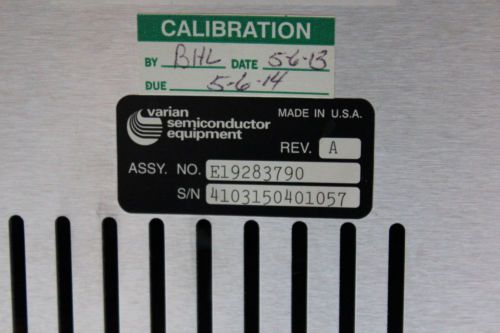 CALIBRATION
BY BHL DATE 5-6-13
DUE 5-6-14
varian
semiconductor
equipment
MADE IN U.S.A.
REV. A
ASSY. NO. E19283790
S/N 4103150401057